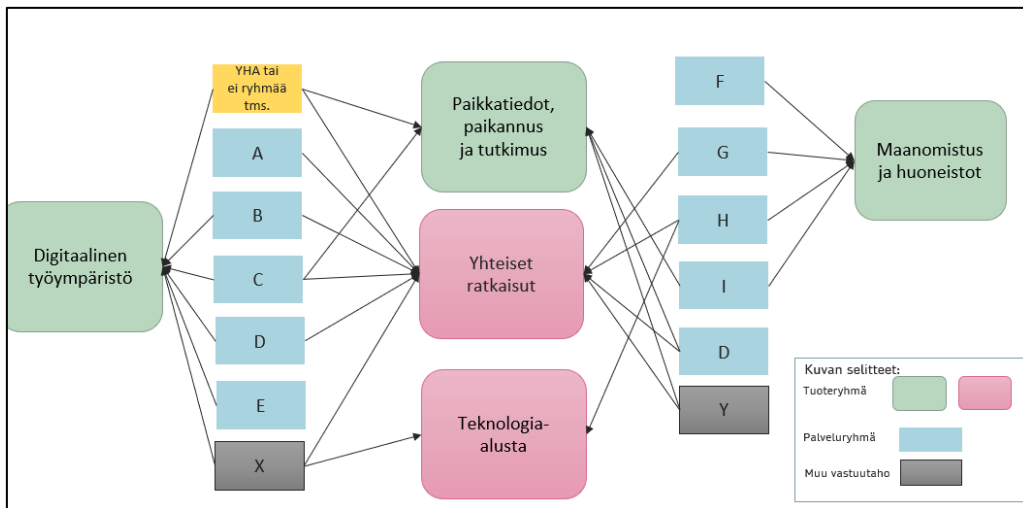 YHA tai
ei ryhmää
tms.
A
B
C
D
E
X
Digitaalinen
työympäristö
Paikkatiedot,
paikannus
ja tutkimus
Yhteiset
ratkaisut
Teknologia-
alusta
F
G
H
I
D
Y
Maanomistus
ja huoneistot
Kuvan selitteet:
Tuoteryhmä
Palveluryhmä
Muu vastuutaho